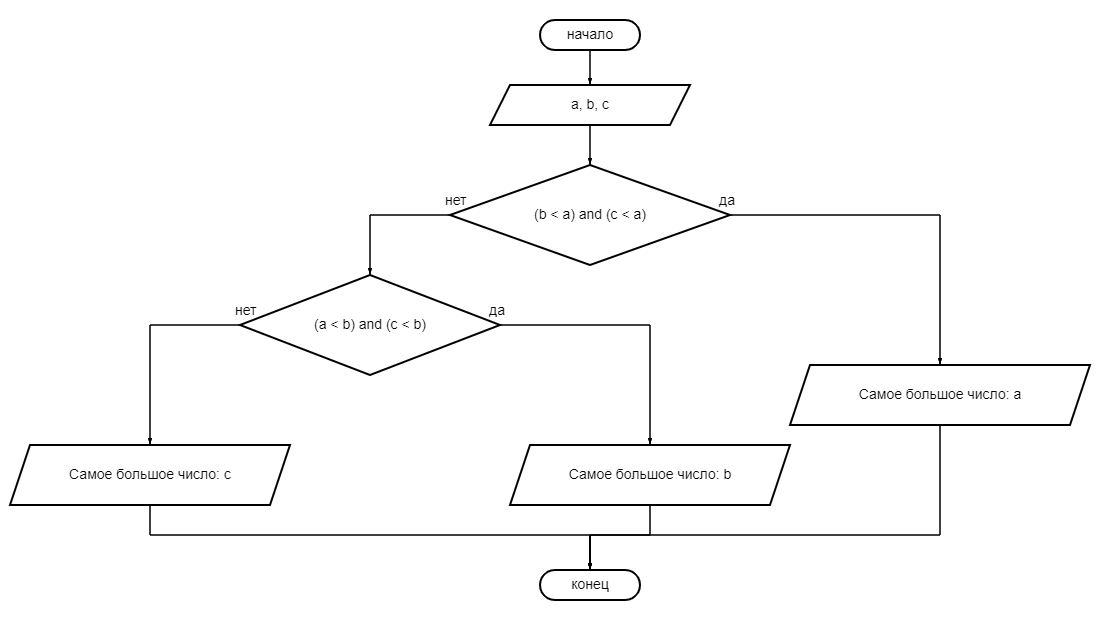 начало
a, b, c
нет
да
(b < a) and (c < a)
нет
да
(a < b) and (c < b)
Самое большое число: a
Самое большое число: c
Самое большое число: b
конец